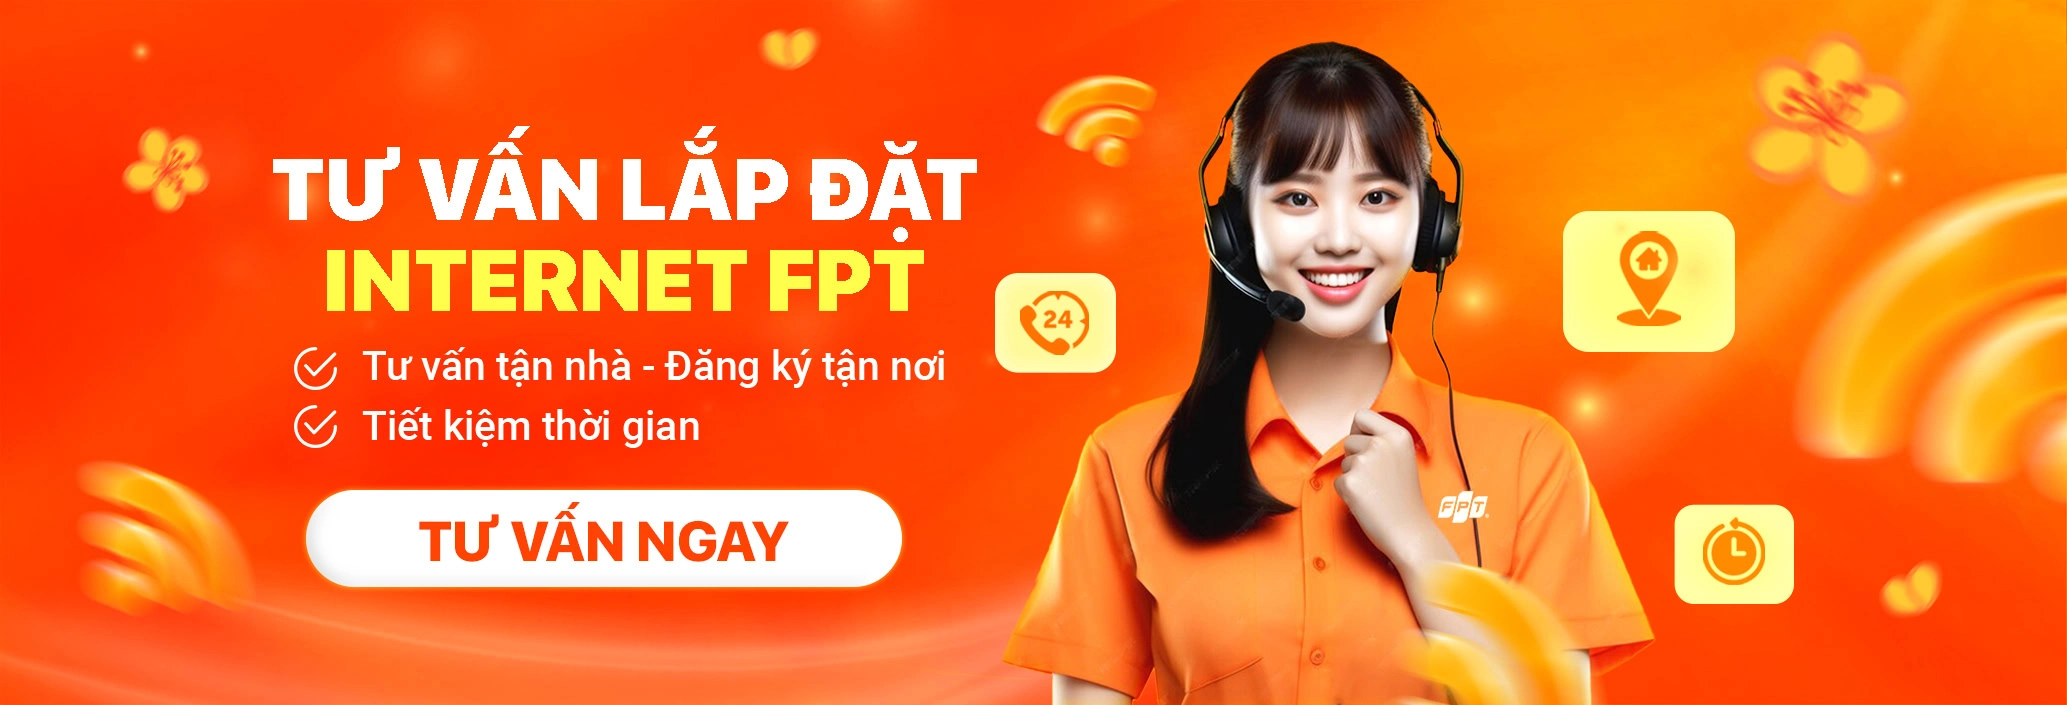 TƯ VẤN LẮP ĐẶT
INTERNET FPT
Tư vấn tận nhà - Đăng ký tận nơi
Tiết kiệm thời gian
TƯ VẤN NGAY
24
FPT